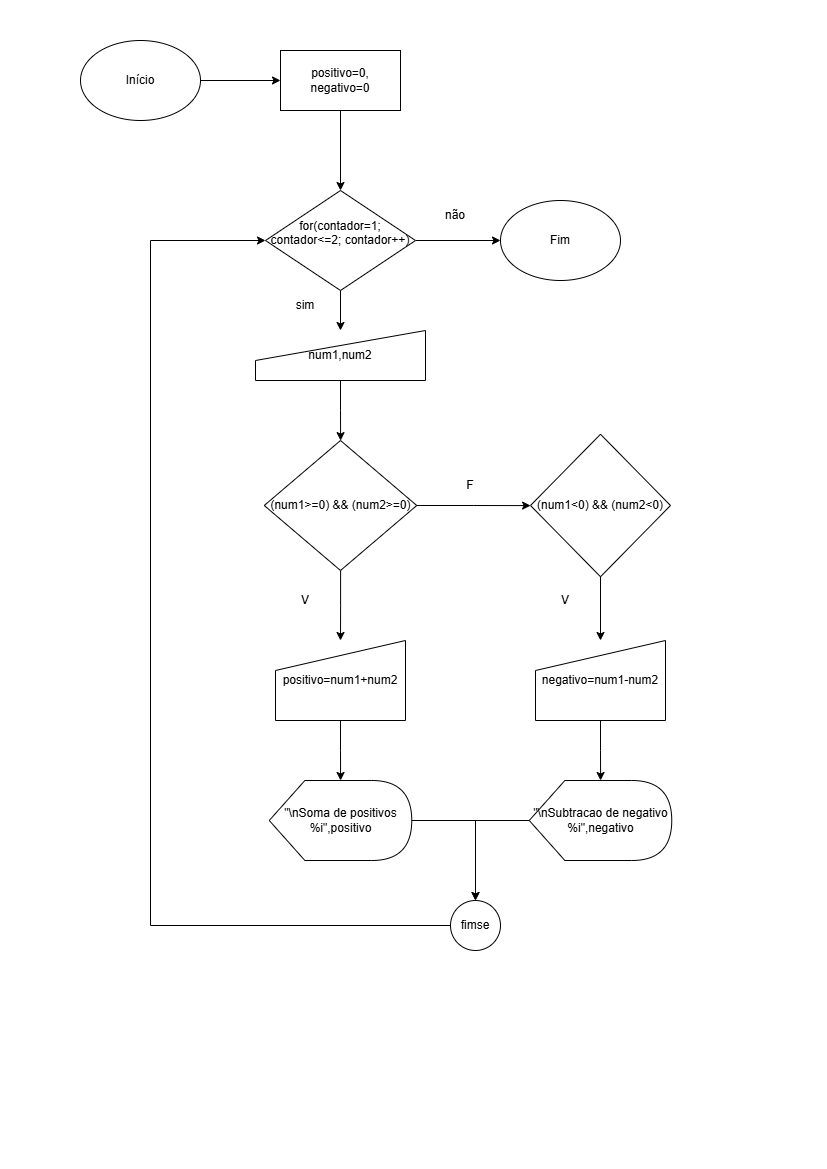 Início
positivo=0,
negativo=0
for(contador=1;
contador<=2; contador++)
não
Fim
sim
num1,num2
(num1>=0) && (num2>=0)
F
(num1<0) && (num2<0)
V
V
positivo=num1+num2
negativo=num1-num2
"\nSoma de positivos
%i",positivo
"\nSubtracao de negativo
%i",negativo
fimse